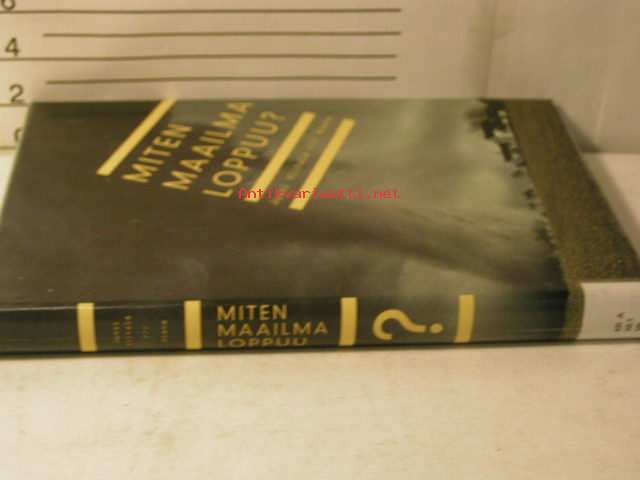 6
4
2
MITEN
MAAILMA
LOPPUU?
Antikvariaatti.net
MITEN
MAAILMA
LOPPUU
?